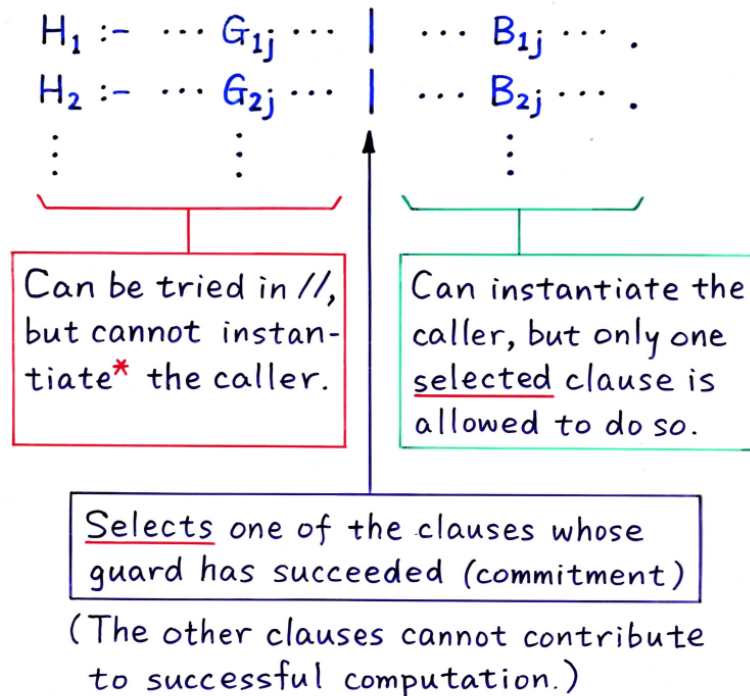 H₁ :- ··· G₁ⱼ ··· | ··· B₁ⱼ ··· .
H₂ :- ··· G₂ⱼ ··· | ··· B₂ⱼ ··· .
Can be tried in //,
but cannot instan-
tiate* the caller.
Can instantiate the
caller, but only one
selected clause is
allowed to do so.
Selects one of the clauses whose
guard has succeeded (commitment)
(The other clauses cannot contribute
to successful computation.)